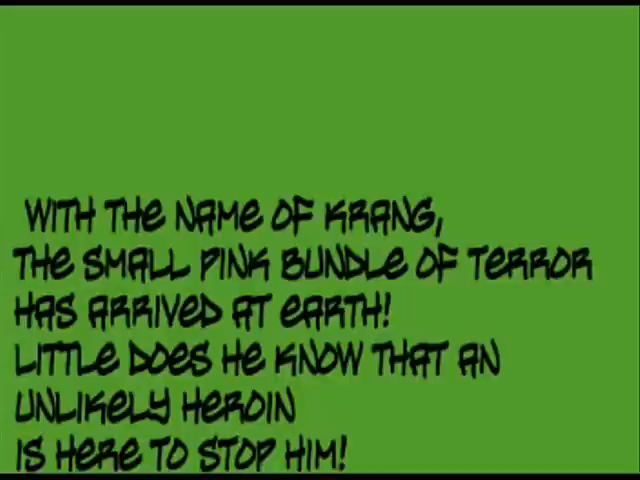 WITH THE NAME OF KRANG,
THE SMALL PINK BUNDLE OF TERROR
HAS ARRIVED AT EARTH!
LITTLE DOES HE KNOW THAT AN
UNLIKELY HEROIN
IS HERE TO STOP HIM!